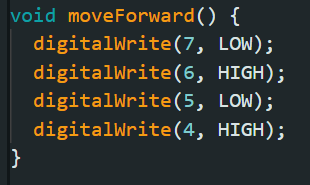 void moveForward() {
  digitalWrite(7, LOW);
  digitalWrite(6, HIGH);
  digitalWrite(5, LOW);
  digitalWrite(4, HIGH);
}